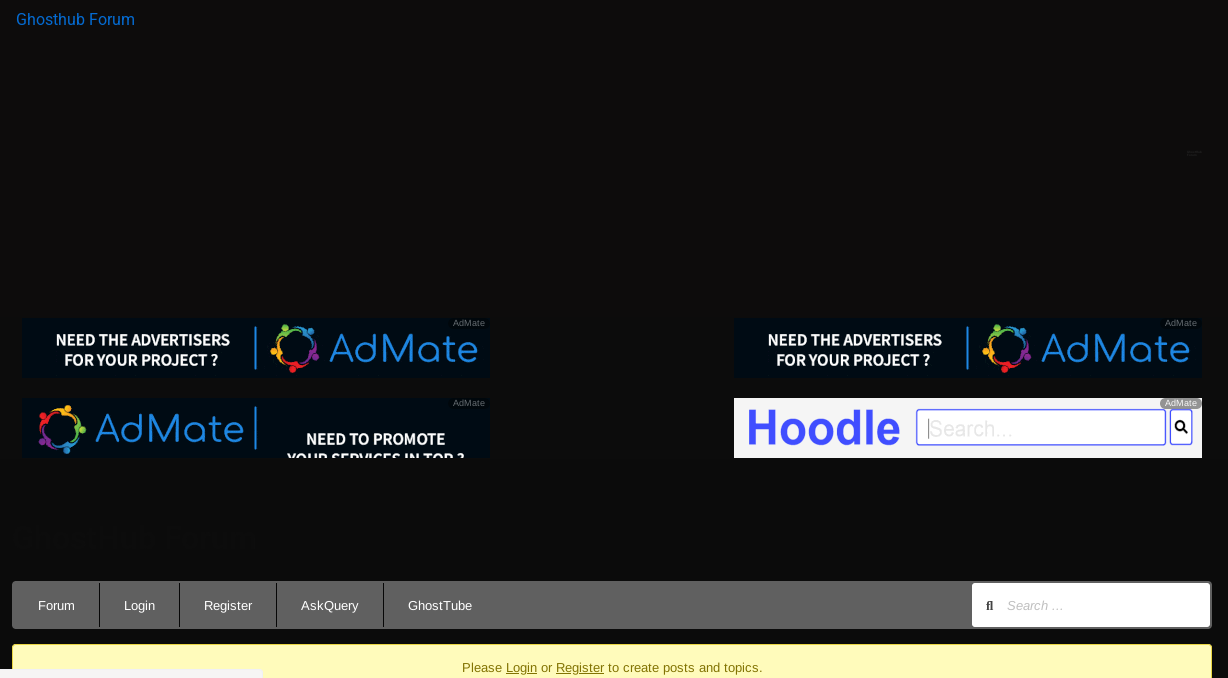 Ghosthub Forum
NEED THE ADVERTISERS
FOR YOUR PROJECT ?
AdMate
AdMate
NEED THE ADVERTISERS
FOR YOUR PROJECT ?
AdMate
AdMate
AdMate
NEED TO PROMOTE
YOUR SERVICES IN TOR ?
AdMate
Hoodle
Search...
AdMate
Forum
Login
Register
AskQuery
GhostTube
Search ...
Please Login or Register to create posts and topics.